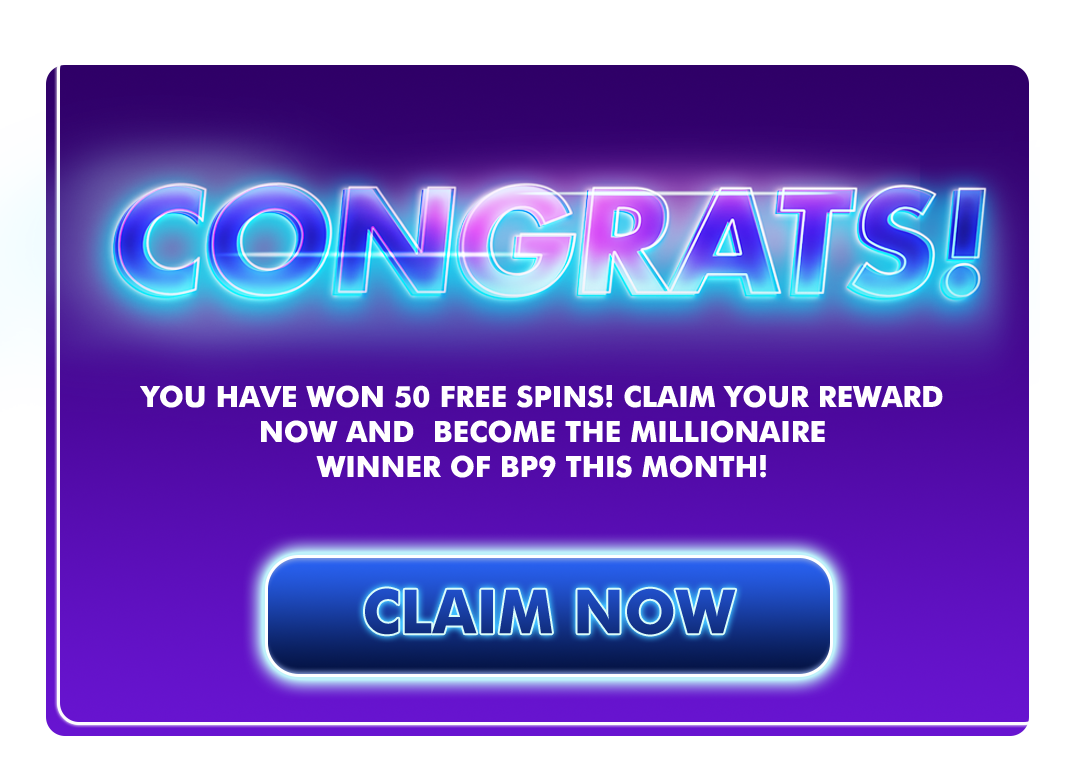 CONGRATS!
YOU HAVE WON 50 FREE SPINS! CLAIM YOUR REWARD
NOW AND BECOME THE MILLIONAIRE
WINNER OF BP9 THIS MONTH!
CLAIM NOW